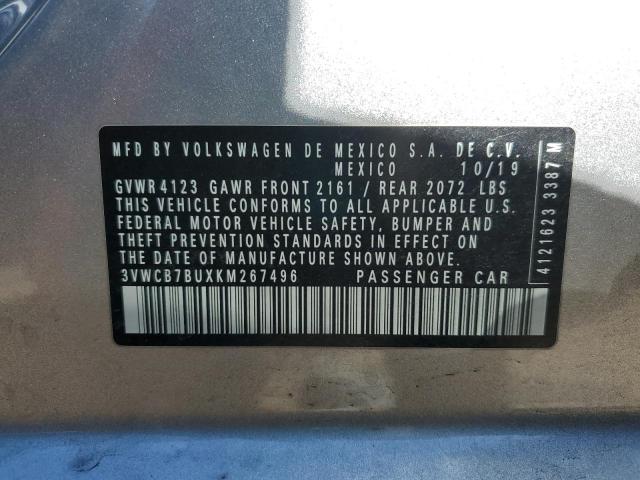 MFD BY VOLKSWAGEN DE MEXICO S.A. DE C.V.
MEXICO 10/19
GVWR 4123 GAWR FRONT 2161 / REAR 2072 LBS
THIS VEHICLE CONFORMS TO ALL APPLICABLE U.S.
FEDERAL MOTOR VEHICLE SAFETY, BUMPER AND
THEFT PREVENTION STANDARDS IN EFFECT ON
THE DATE OF MANUFACTURE SHOWN ABOVE.
3VWCB7BUXKM267496 PASSENGER CAR
4121623 3387 M